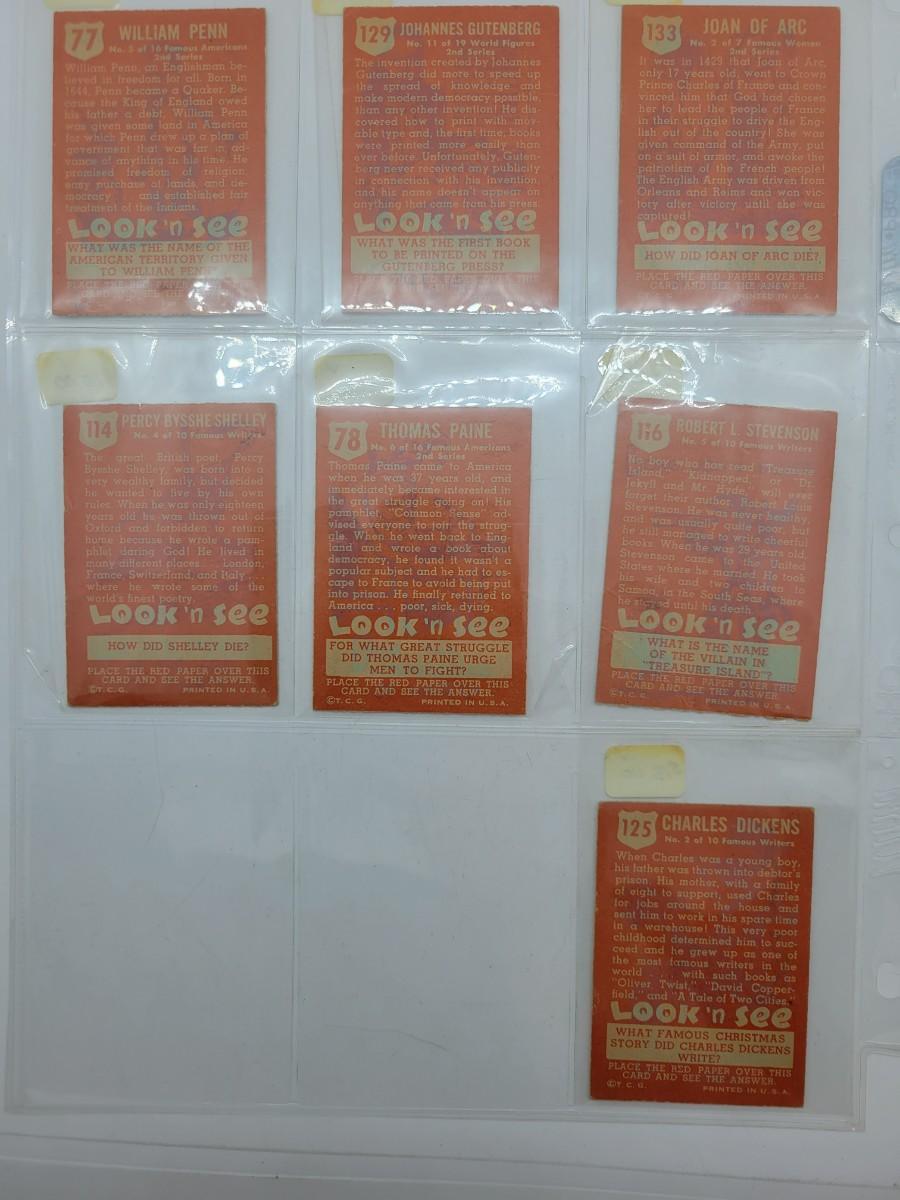 77 WILLIAM PENN
No. 5 of 16 Famous Americans
2nd Series
William Penn, an Englishman be-
lieved in freedom for all. Born in
1644, Penn became a Quaker. Be-
cause the King of England owed
his father a debt, William Penn
was given some land in America
for which Penn drew up a plan of
government that was far in ad-
vance of anything in his time. He
promised freedom of religion,
easy purchase of lands, and de-
mocracy ... and established fair
treatment of the Indians.
LOOK 'n SEE
WHAT WAS THE NAME OF THE
AMERICAN TERRITORY GIVEN
TO WILLIAM PENN?
PLACE THE RED PAPER OVER THIS
129 JOHANNES GUTENBERG
No. 11 of 19 World Figures
2nd Series
The invention created by Johannes
Gutenberg did more to speed up
the spread of knowledge and
make modern democracy possible,
than any other invention! He dis-
covered how to print with mov-
able type and, the first time, books
were printed more easily than
ever before. Unfortunately, Guten-
berg never received any publicity
in connection with his invention,
and his name doesn't appear on
anything that came from his press.
LOOK 'n SEE
WHAT WAS THE FIRST BOOK
TO BE PRINTED ON THE
GUTENBERG PRESS?
PRINTED IN U.S.A.
133 JOAN OF ARC
No. 2 of 7 Famous Women
2nd Series
It was in 1429 that Joan of Arc,
only 17 years old, went to Crown
Prince Charles of France and con-
vinced him that God had chosen
her to lead the people of France
in their struggle to drive the Eng-
lish out of the country! She was
given command of the Army, put
on a suit of armor, and awoke the
patriotism of the French people!
The English Army was driven from
Orleans and Reims and won vic-
tory after victory until she was
captured!
LOOK 'n SEE
HOW DID JOAN OF ARC DIE?
PLACE THE RED PAPER OVER THIS
CARD AND SEE THE ANSWER.
PRINTED IN U.S.A.
114 PERCY BYSSHE SHELLEY
No. 4 of 10 Famous Writers
The great British poet, Percy
Bysshe Shelley, was born into a
very wealthy family, but decided
he wanted to live by his own
rules. When he was only eighteen
years old he was thrown out of
Oxford and forbidden to return
home because he wrote a pam-
phlet daring God! He lived in
many different places ... London,
France, Switzerland, and Italy ...
where he wrote some of the
world's finest poetry.
LOOK 'n SEE
HOW DID SHELLEY DIE?
PLACE THE RED PAPER OVER THIS
CARD AND SEE THE ANSWER.
©T. C. G. PRINTED IN U.S.A.
78 THOMAS PAINE
No. 6 of 16 Famous Americans
2nd Series
Thomas Paine came to America
when he was 37 years old, and
immediately became interested in
the great struggle going on! His
pamphlet, "Common Sense" ad-
vised everyone to join the strug-
gle. When he went back to Eng-
land and wrote a book about
democracy, he found it wasn't a
popular subject and he had to es-
cape to France to avoid being put
into prison. He finally returned to
America ... poor, sick, dying.
LOOK 'n SEE
FOR WHAT GREAT STRUGGLE
DID THOMAS PAINE URGE
MEN TO FIGHT?
PLACE THE RED PAPER OVER THIS
CARD AND SEE THE ANSWER.
©T. C. G. PRINTED IN U.S.A.
116 ROBERT L. STEVENSON
No. 5 of 10 Famous Writers
No boy who has read "Treasure
Island," "Kidnapped," or "Dr.
Jekyll and Mr. Hyde," will ever
forget their author, Robert Louis
Stevenson. He was never healthy,
and was usually quite poor, but
he still managed to write cheerful
books. When he was 29 years old,
Stevenson came to the United
States where he married. He took
his wife and two children to
Samoa, in the South Seas, where
he stayed until his death.
LOOK 'n SEE
WHAT IS THE NAME
OF THE VILLAIN IN
"TREASURE ISLAND"?
PLACE THE RED PAPER OVER THIS
CARD AND SEE THE ANSWER.
©T. C. G. PRINTED IN U.S.A.
125 CHARLES DICKENS
No. 2 of 10 Famous Writers
When Charles was a young boy,
his father was thrown into debtor's
prison. His mother, with a family
of eight to support, used Charles
for jobs around the house and
sent him to work in his spare time
in a warehouse! This very poor
childhood determined him to suc-
ceed and he grew up as one of
the most famous writers in the
world ... with such books as
"Oliver Twist," "David Copper-
field," and "A Tale of Two Cities."
LOOK 'n SEE
WHAT FAMOUS CHRISTMAS
STORY DID CHARLES DICKENS
WRITE?
PLACE THE RED PAPER OVER THIS
CARD AND SEE THE ANSWER.
©T. C. G. PRINTED IN U.S.A.